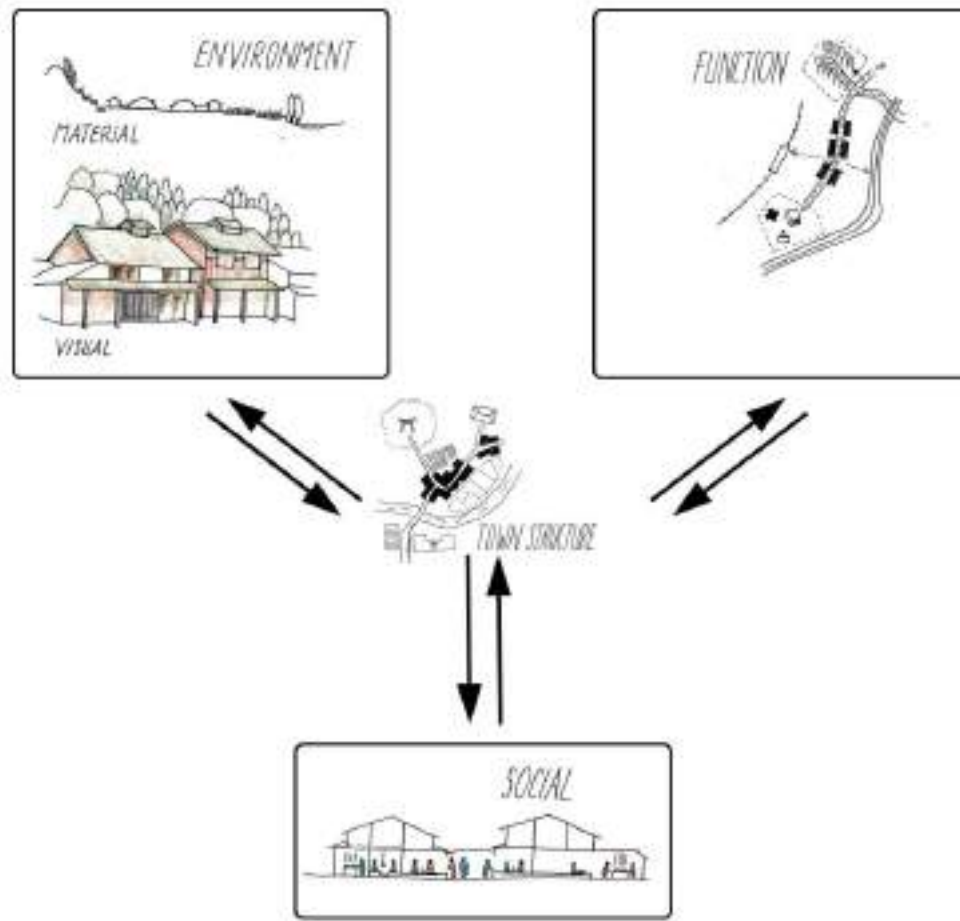 ENVIRONMENT
MATERIAL
VISUAL
FUNCTION
TOWN STRUCTURE
SOCIAL